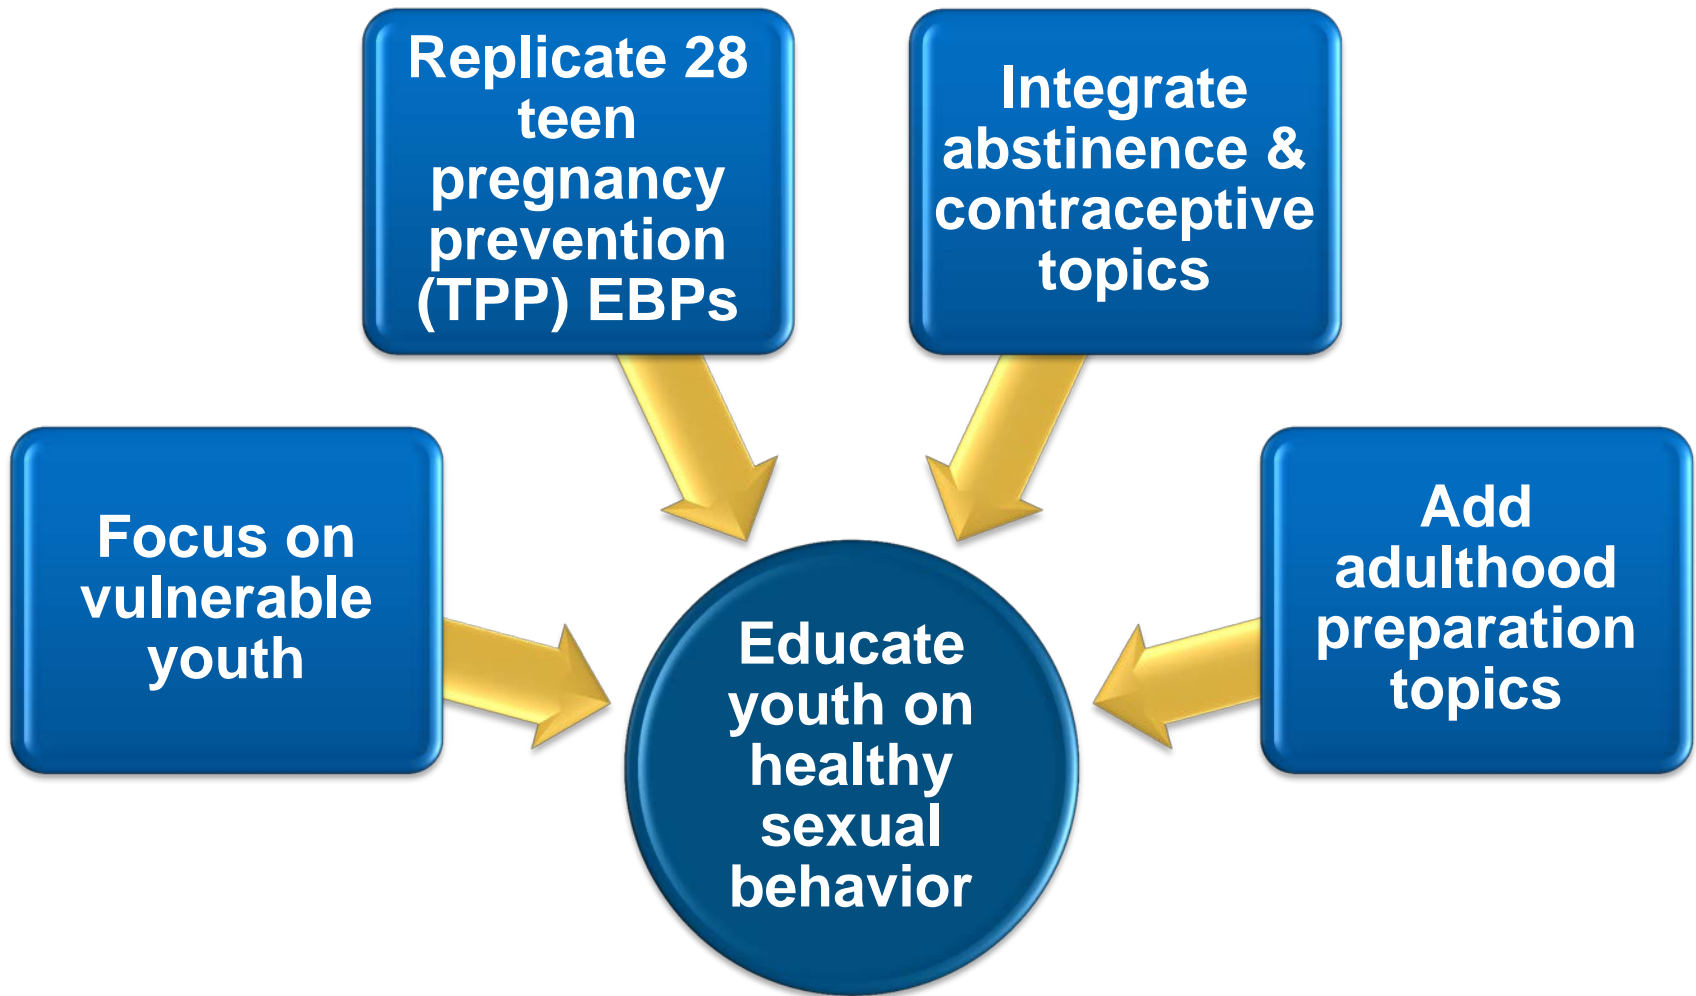 Replicate 28
teen
pregnancy
prevention
(TPP) EBPs
Integrate
abstinence &
contraceptive
topics
Focus on
vulnerable
youth
Add
adulthood
preparation
topics
Educate
youth on
healthy
sexual
behavior